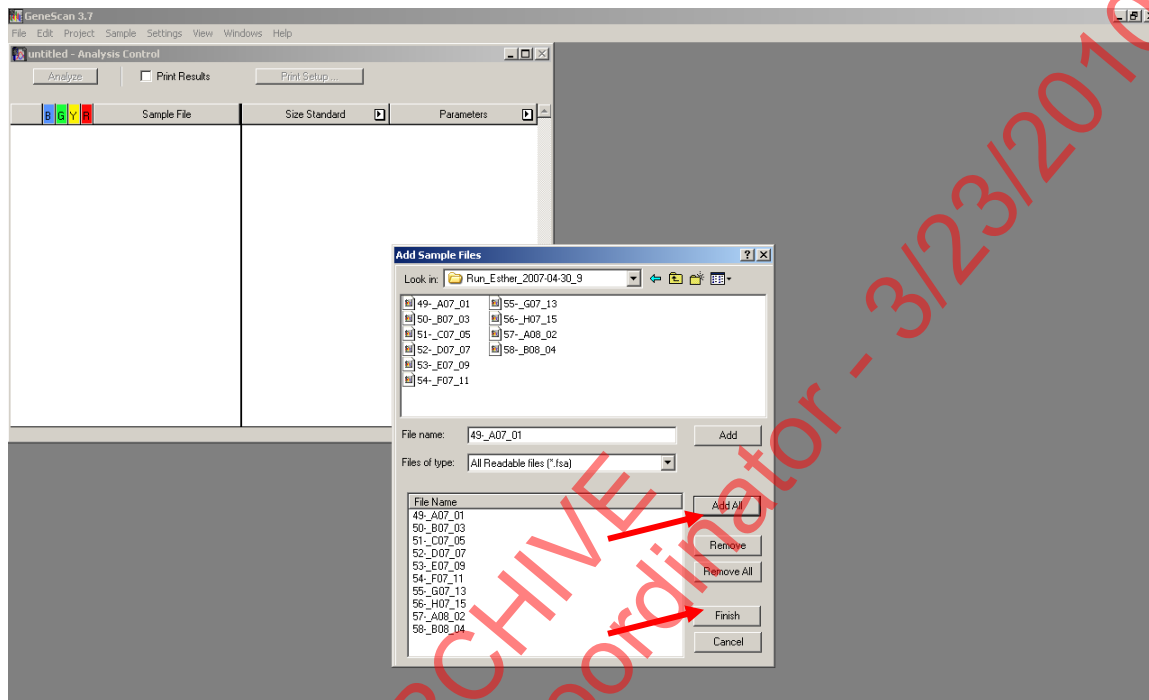 GeneScan 3.7
File Edit Project Sample Settings View Windows Help
untitled - Analysis Control
Analyze Print Results Print Setup ...
B G Y R Sample File Size Standard Parameters
Add Sample Files
Look in: Run_Esther_2007-04-30_9
49-_A07_01 55-_G07_13
50-_B07_03 56-_H07_15
51-_C07_05 57-_A08_02
52-_D07_07 58-_B08_04
53-_E07_09
54-_F07_11
File name: 49-_A07_01 Add
Files of type: All Readable files (*.fsa)
File Name
49-_A07_01
50-_B07_03
51-_C07_05
52-_D07_07
53-_E07_09
54-_F07_11
55-_G07_13
56-_H07_15
57-_A08_02
58-_B08_04
Add All
Remove
Remove All
Finish
Cancel
RCHIVE
oordinator - 3/23/2010